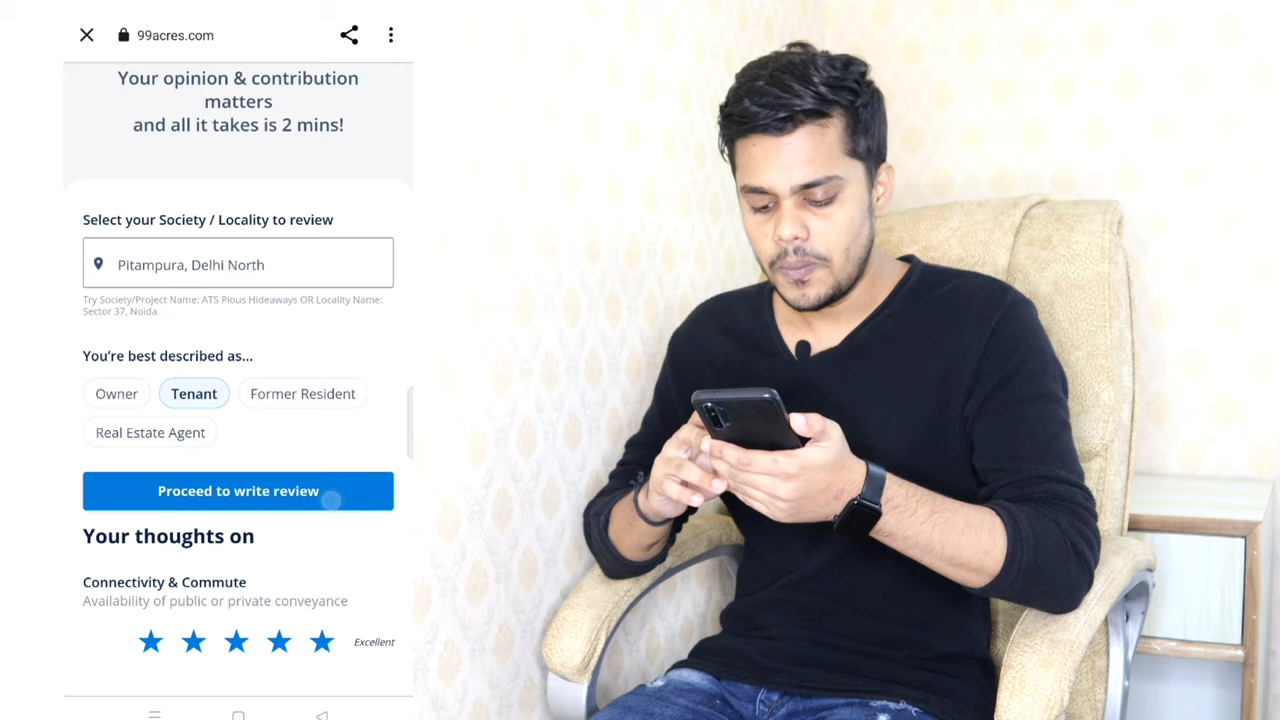 99acres.com
Your opinion & contribution
matters
and all it takes is 2 mins!
Select your Society / Locality to review
Pitampura, Delhi North
Try Society/Project Name: ATS Pious Hideaways OR Locality Name:
Sector 37, Noida
You're best described as...
Owner
Tenant
Former Resident
Real Estate Agent
Proceed to write review
Your thoughts on
Connectivity & Commute
Availability of public or private conveyance
Excellent